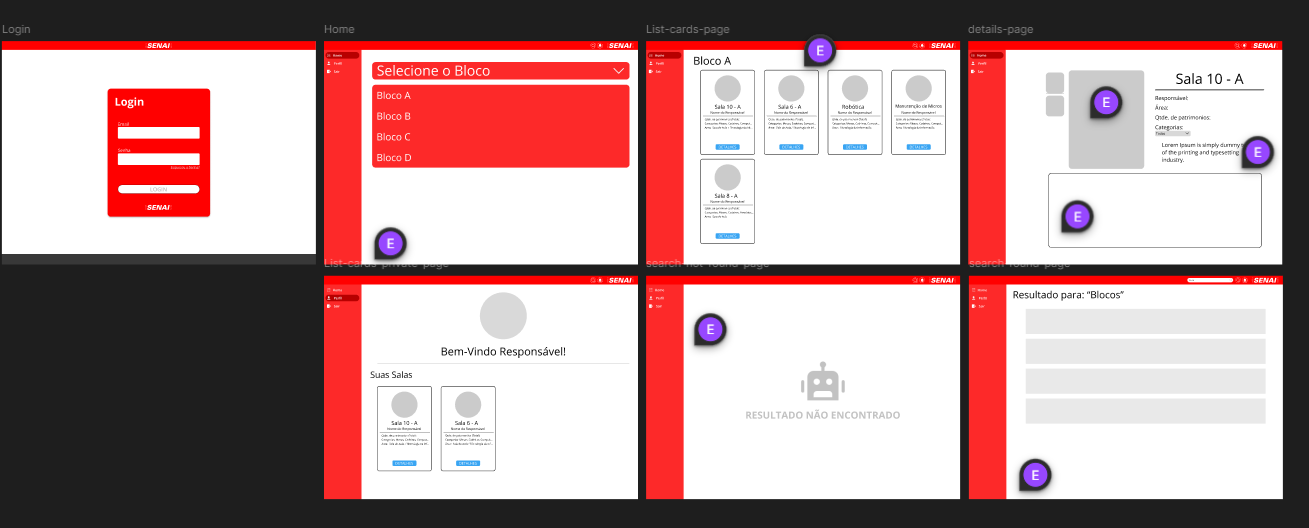 Login
SENAI
Login
Email
Senha
LOGIN
SENAI
Home
SENAI
Home
Perfil
Sair
Selecione o Bloco
Bloco A
Bloco B
Bloco C
Bloco D
E
List-cards-page
E
SENAI
Home
Perfil
Sair
Bloco A
Sala 10 - A
Nome do Responsável
DETALHES
Sala 6 - A
Nome do Responsável
DETALHES
Robótica
Nome do Responsável
DETALHES
Manutenção de Micros
Nome do Responsável
DETALHES
Sala 8 - A
Nome do Responsável
DETALHES
details-page
SENAI
Home
Perfil
Sair
E
Sala 10 - A
Responsável:
Área:
Qtde. de patrimonios:
Categorias:
Todas
Lorem Ipsum is simply dummy
of the printing and typesetting
industry.
E
E
List-cards-private-page
SENAI
Home
Perfil
Sair
Bem-Vindo Responsável!
Suas Salas
Sala 10 - A
Nome do Responsável
DETALHES
Sala 6 - A
Nome do Responsável
DETALHES
search-not-found-page
SENAI
Home
Perfil
Sair
E
RESULTADO NÃO ENCONTRADO
search-found-page
SENAI
Home
Perfil
Sair
Resultado para: “Blocos”
E